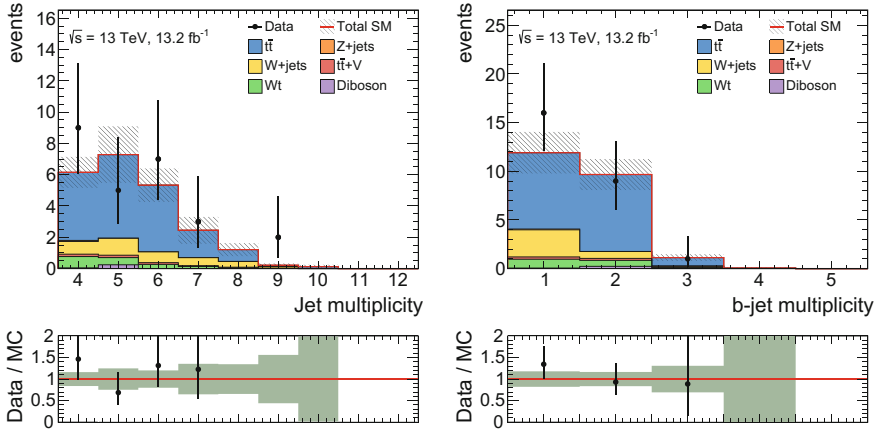 events
16
14
12
10
8
6
4
2
0
√s = 13 TeV, 13.2 fb-1
Data
Total SM
tt̄
Z+jets
W+jets
tt̄+V
Wt
Diboson
4 5 6 7 8 9 10 11 12
Jet multiplicity
Data / MC
2
1.5
1
0.5
0
events
25
20
15
10
5
0
√s = 13 TeV, 13.2 fb-1
Data
Total SM
tt̄
Z+jets
W+jets
tt̄+V
Wt
Diboson
1 2 3 4 5
b-jet multiplicity
Data / MC
2
1.5
1
0.5
0